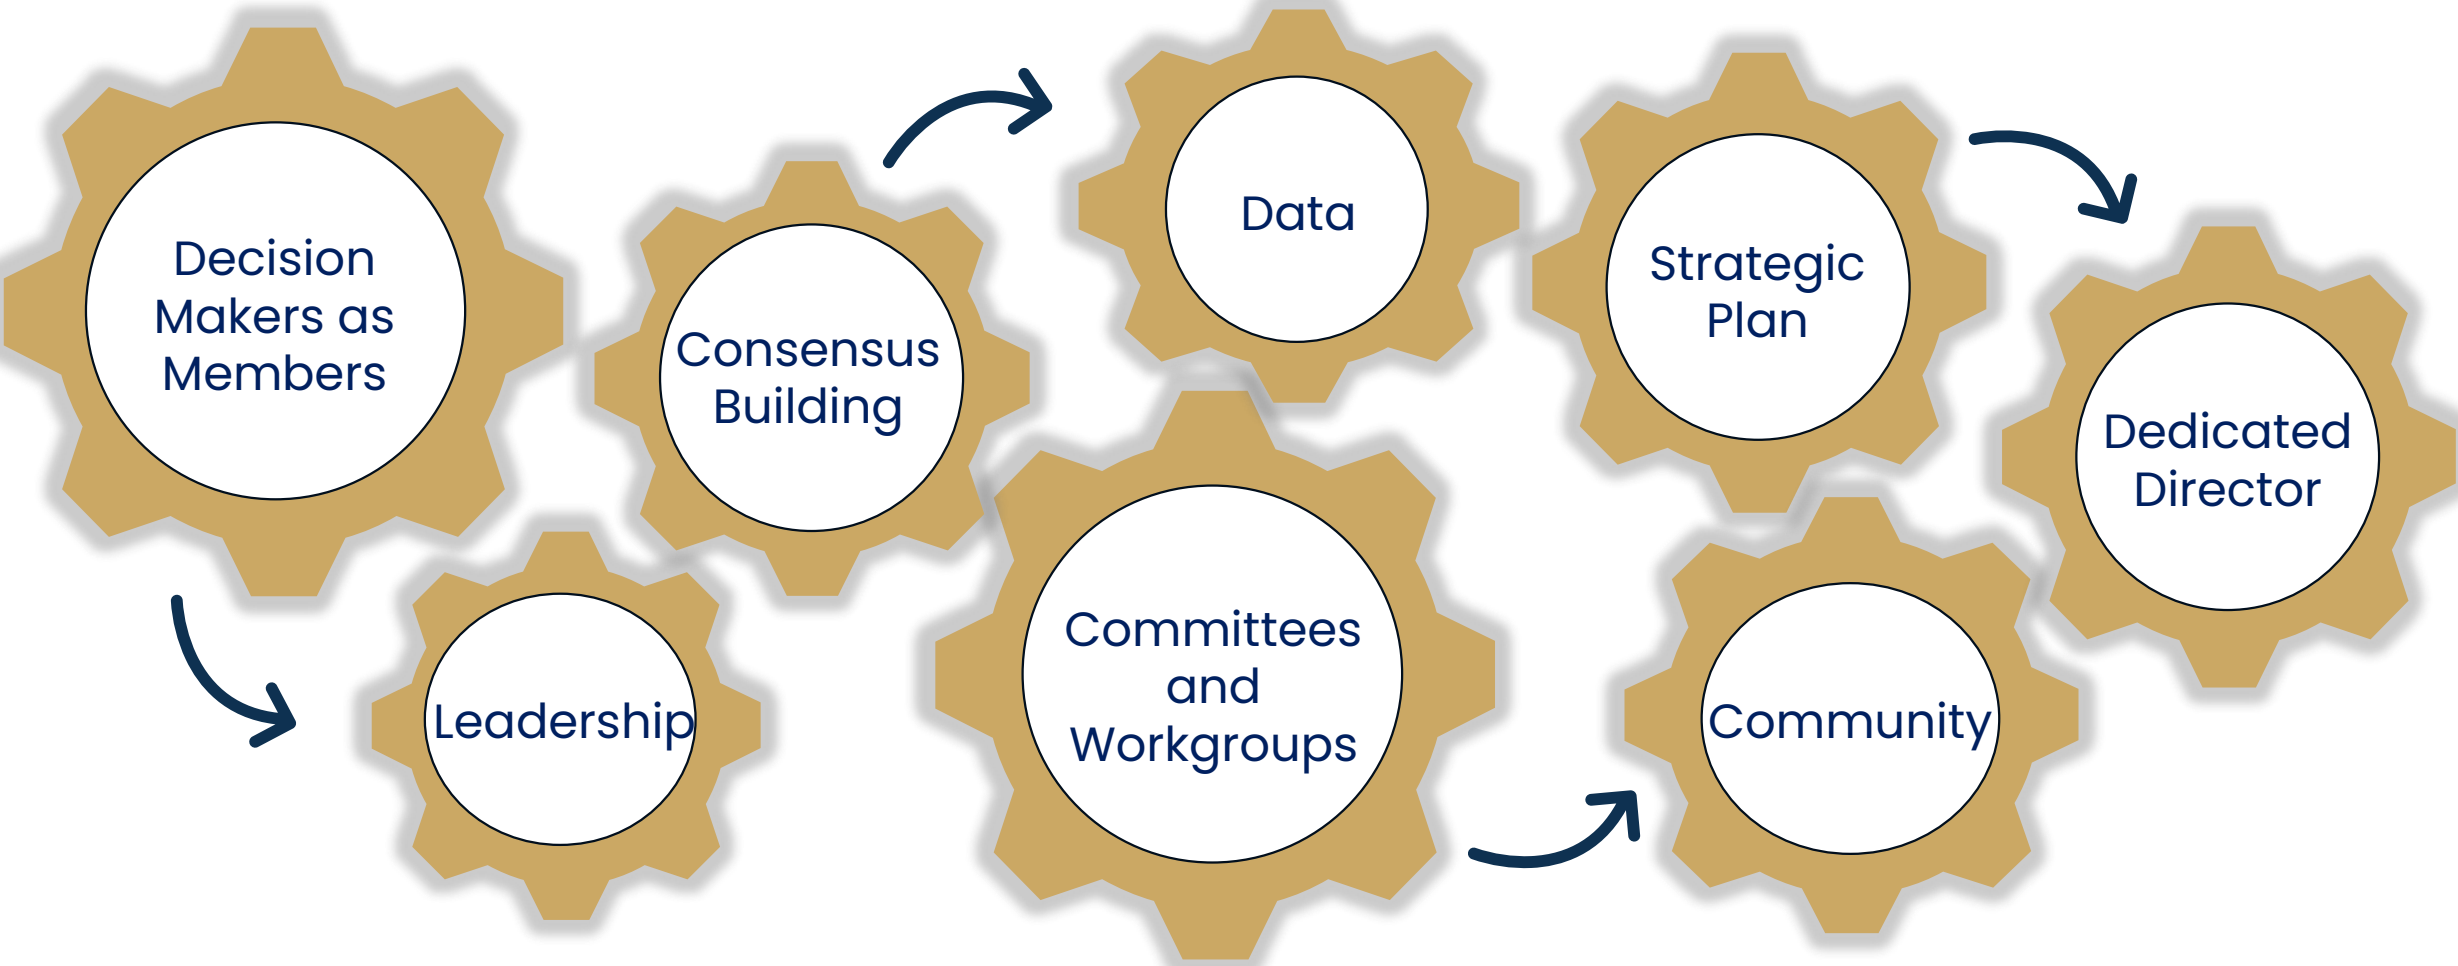 Decision
Makers as
Members
Leadership
Consensus
Building
Data
Committees
and
Workgroups
Strategic
Plan
Community
Dedicated
Director